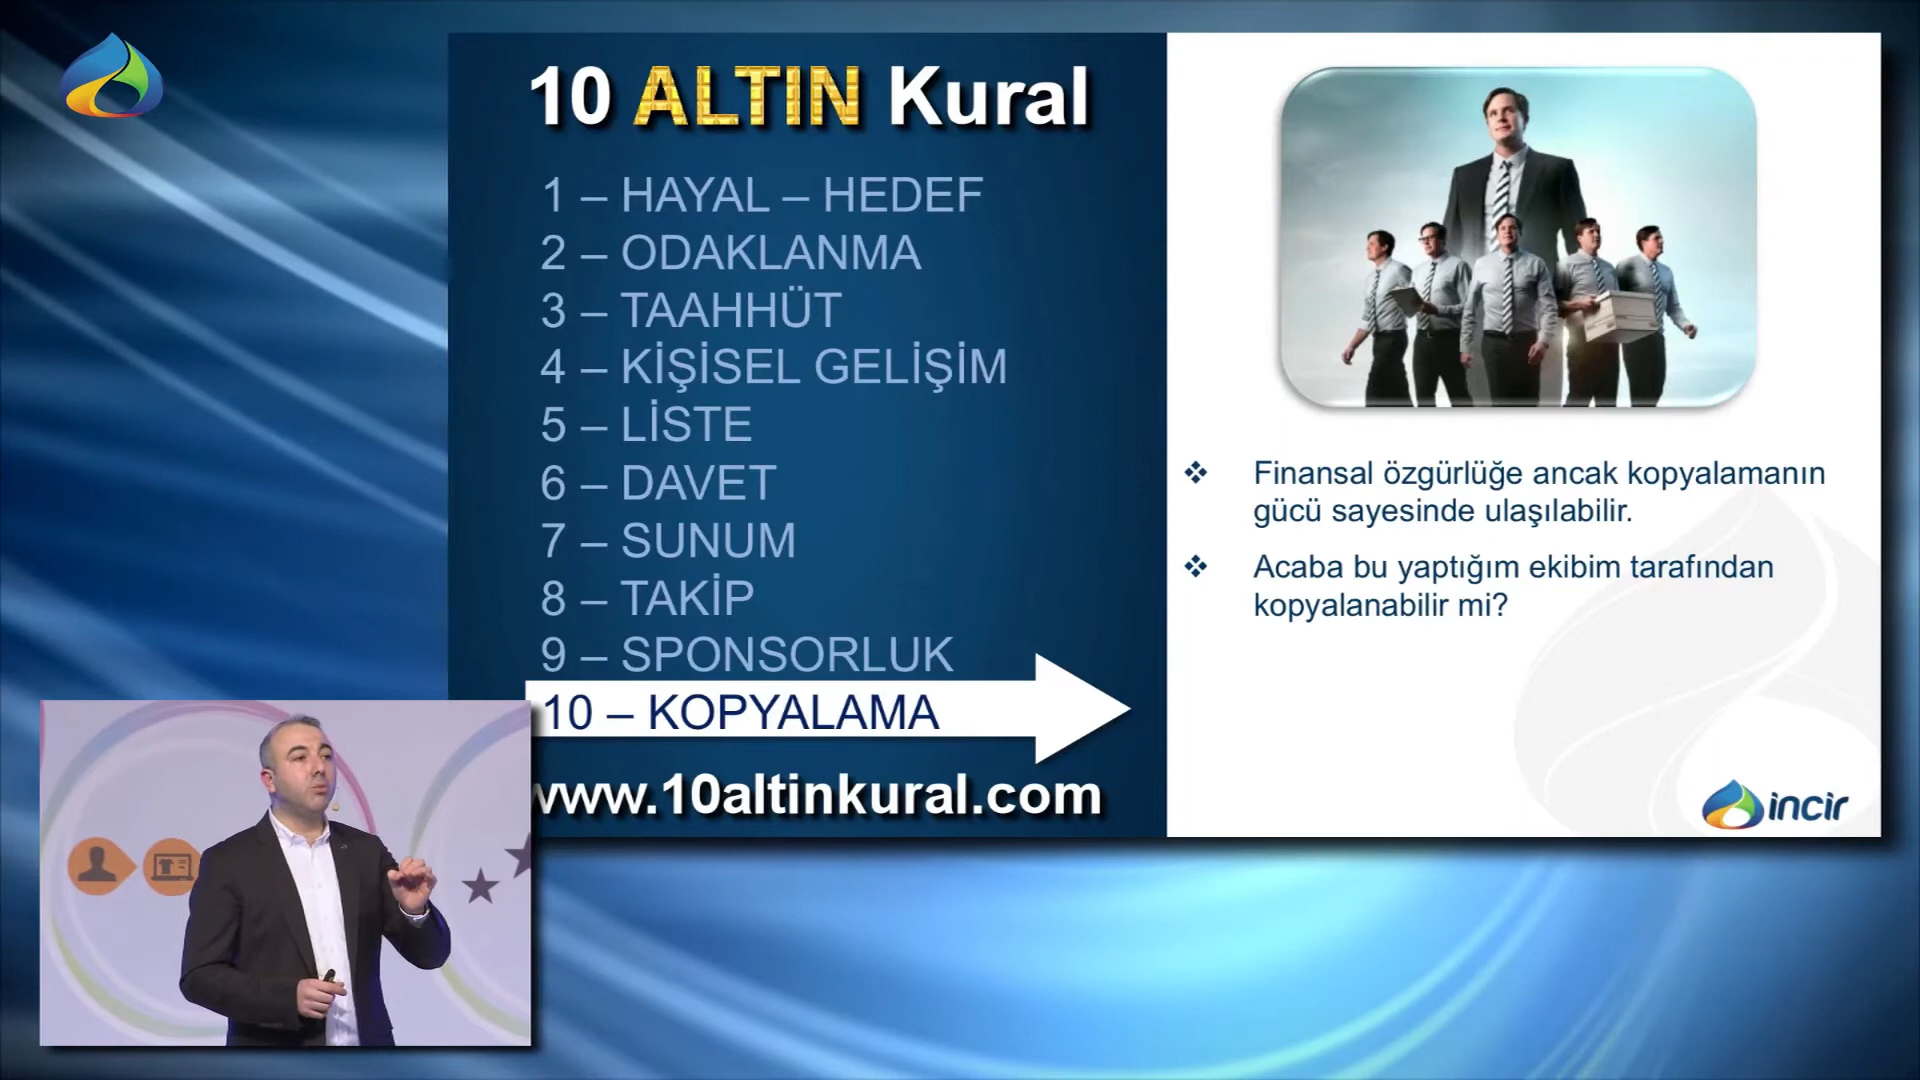 10 ALTIN Kural
1 – HAYAL – HEDEF
2 – ODAKLANMA
3 – TAAHHÜT
4 – KİŞİSEL GELİŞİM
5 – LİSTE
6 – DAVET
7 – SUNUM
8 – TAKİP
9 – SPONSORLUK
10 – KOPYALAMA
www.10altinkural.com
❖ Finansal özgürlüğe ancak kopyalamanın
gücü sayesinde ulaşılabilir.
❖ Acaba bu yaptığım ekibim tarafından
kopyalanabilir mi?
incir